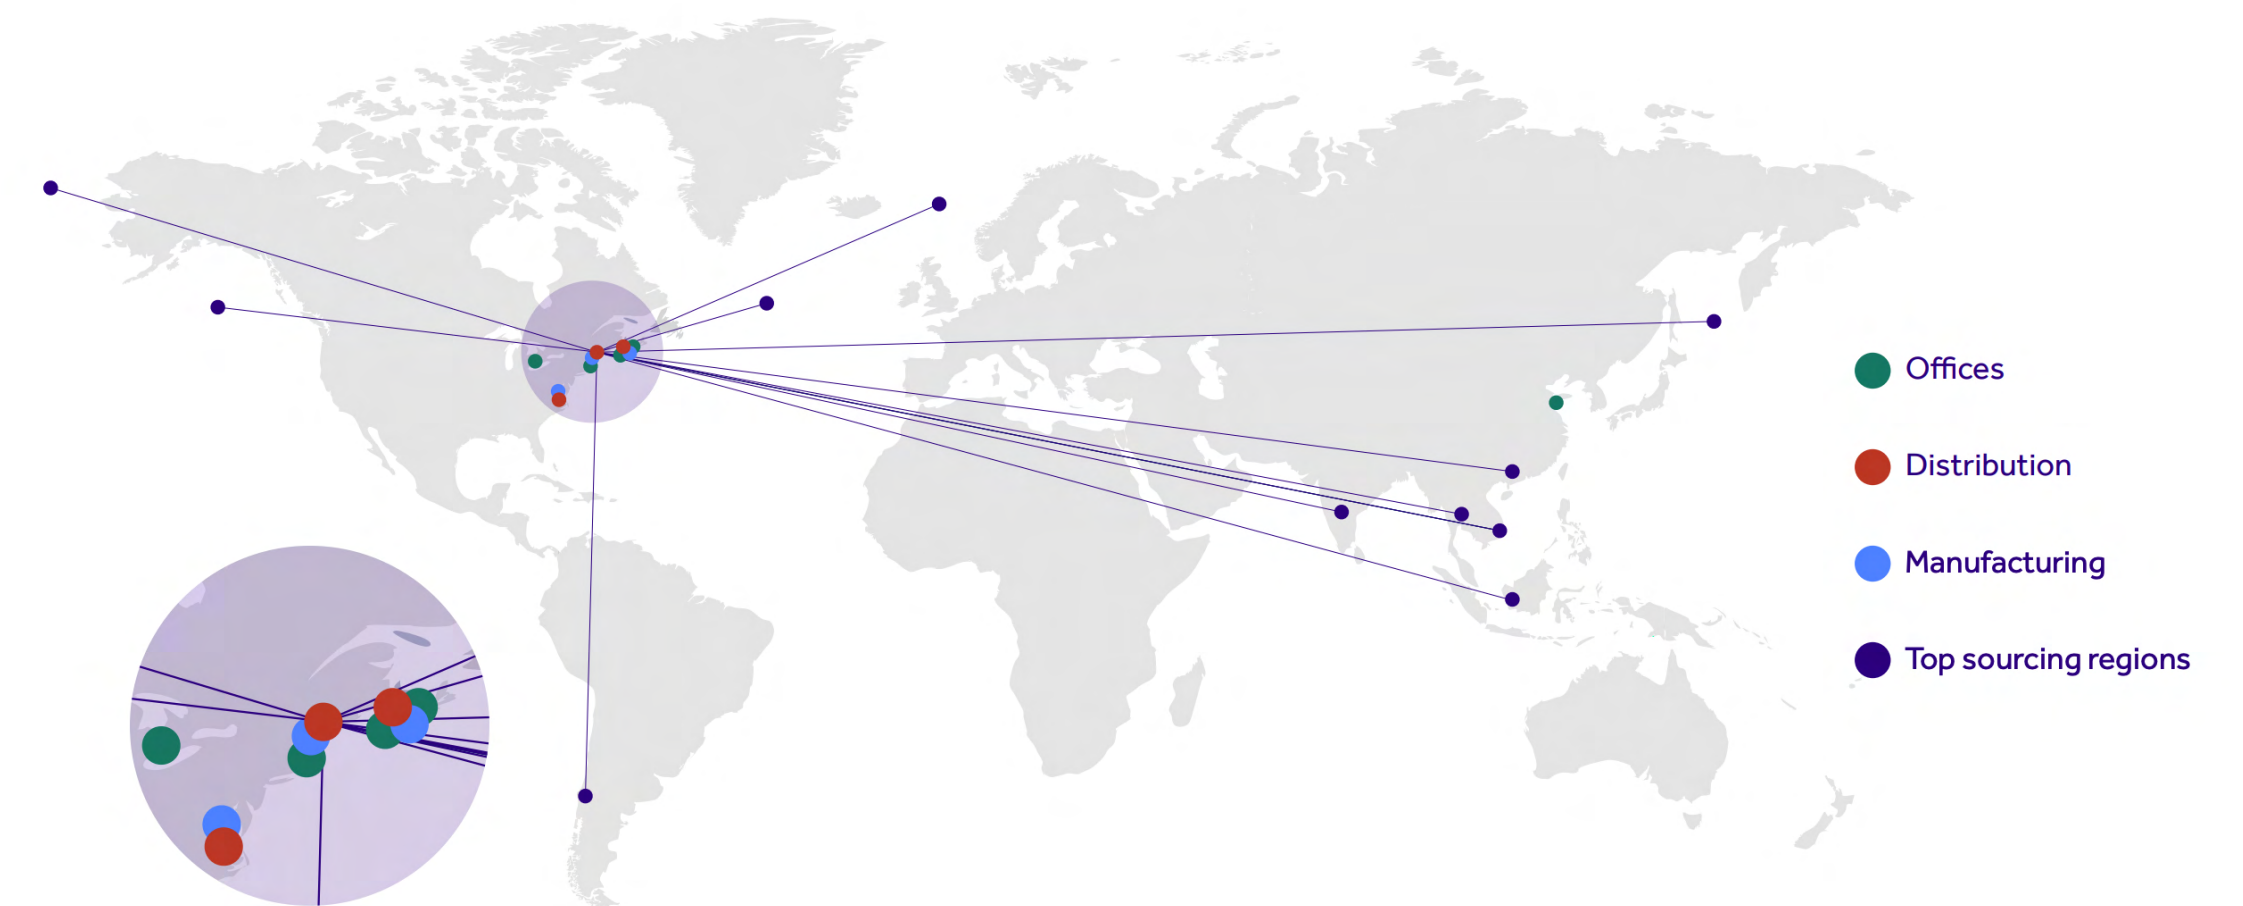 Offices
Distribution
Manufacturing
Top sourcing regions